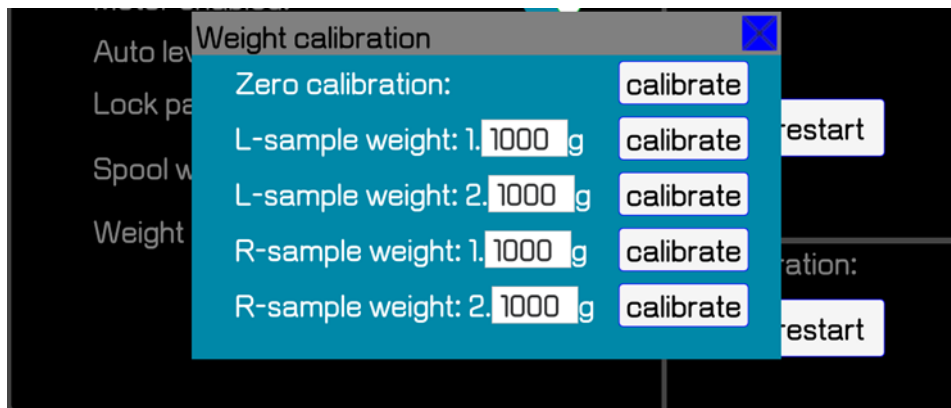 Weight calibration
Zero calibration: calibrate
L-sample weight: 1. 1000 g calibrate
L-sample weight: 2. 1000 g calibrate
R-sample weight: 1. 1000 g calibrate
R-sample weight: 2. 1000 g calibrate
Auto lev
Lock pa
Spool w
Weight
restart
ration:
restart